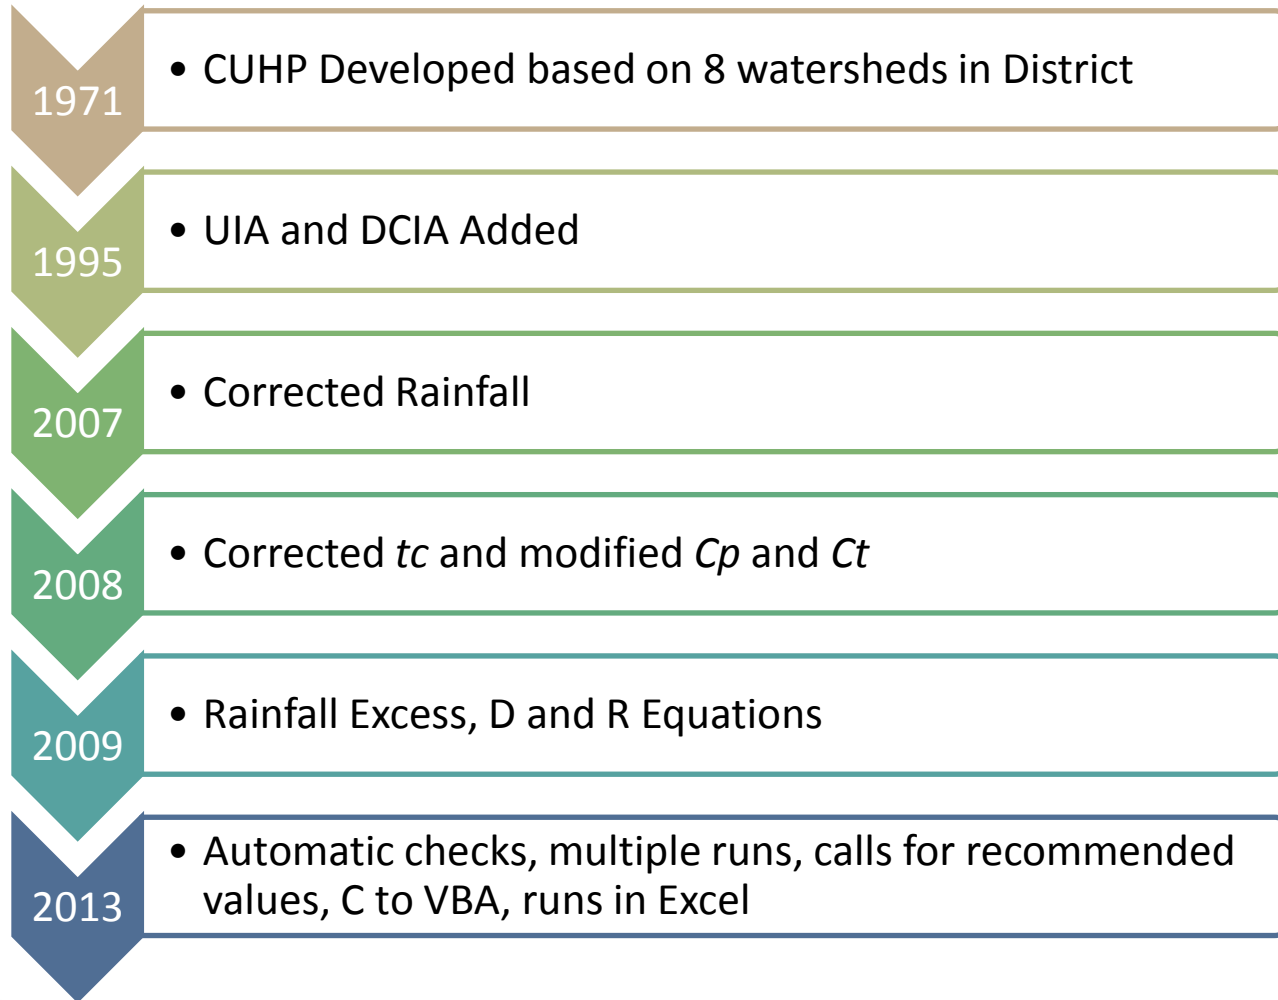 1971
• CUHP Developed based on 8 watersheds in District
1995
• UIA and DCIA Added
2007
• Corrected Rainfall
2008
• Corrected tc and modified Cp and Ct
2009
• Rainfall Excess, D and R Equations
2013
• Automatic checks, multiple runs, calls for recommended
values, C to VBA, runs in Excel